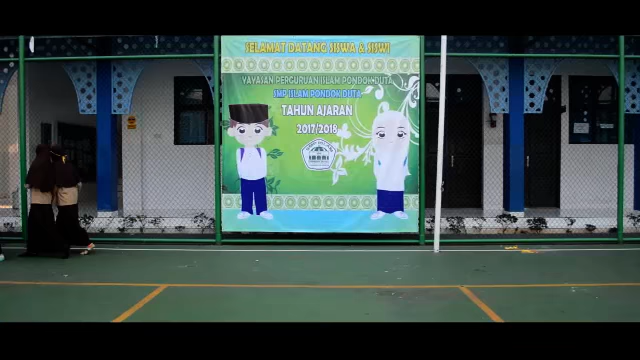 SELAMAT DATANG SISWA & SISWI
YAYASAN PERGURUAN ISLAM PONDOK DUTA
SMP ISLAM PONDOK DUTA
TAHUN AJARAN
2017/2018